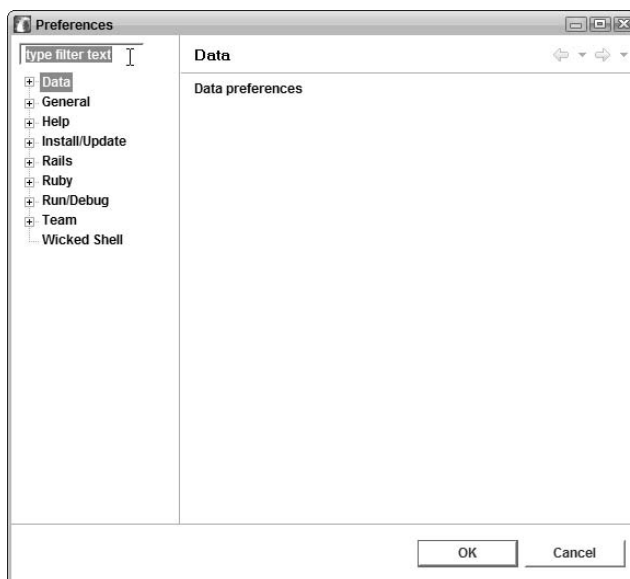 Preferences
type filter text
Data
General
Help
Install/Update
Rails
Ruby
Run/Debug
Team
Wicked Shell
Data
Data preferences
OK
Cancel